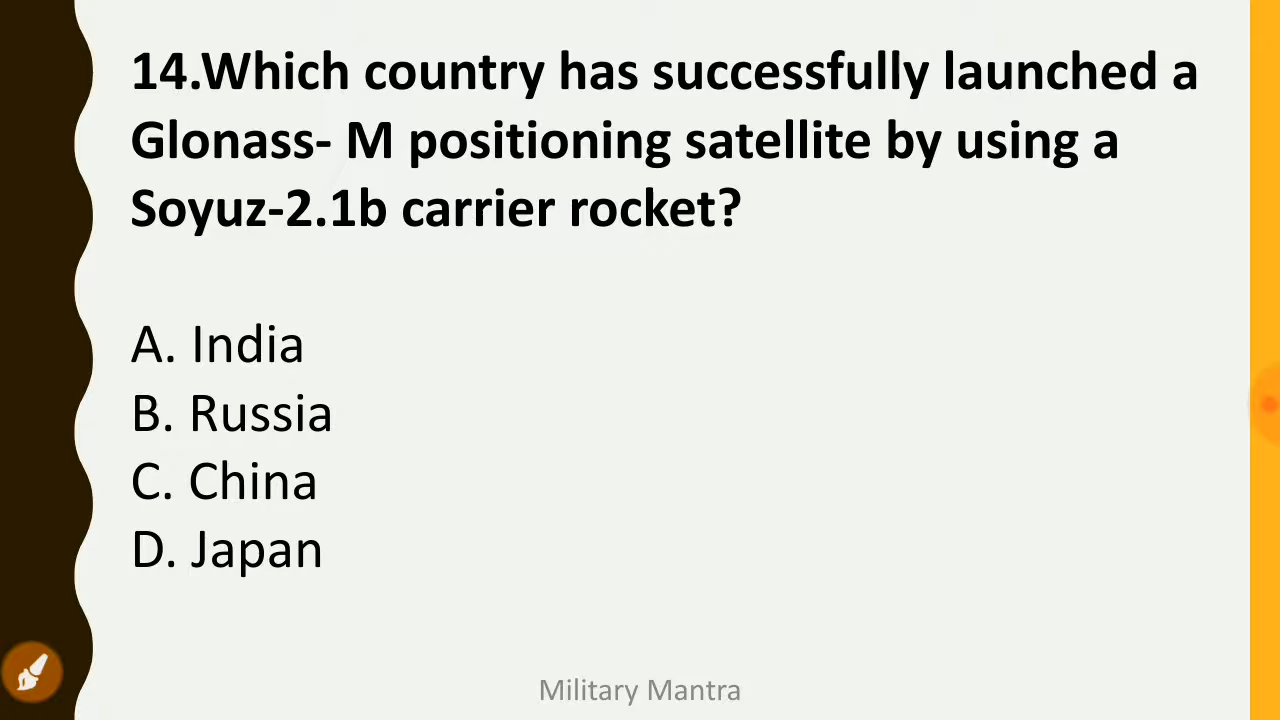 14.Which country has successfully launched a
Glonass- M positioning satellite by using a
Soyuz-2.1b carrier rocket?
A. India
B. Russia
C. China
D. Japan
Military Mantra